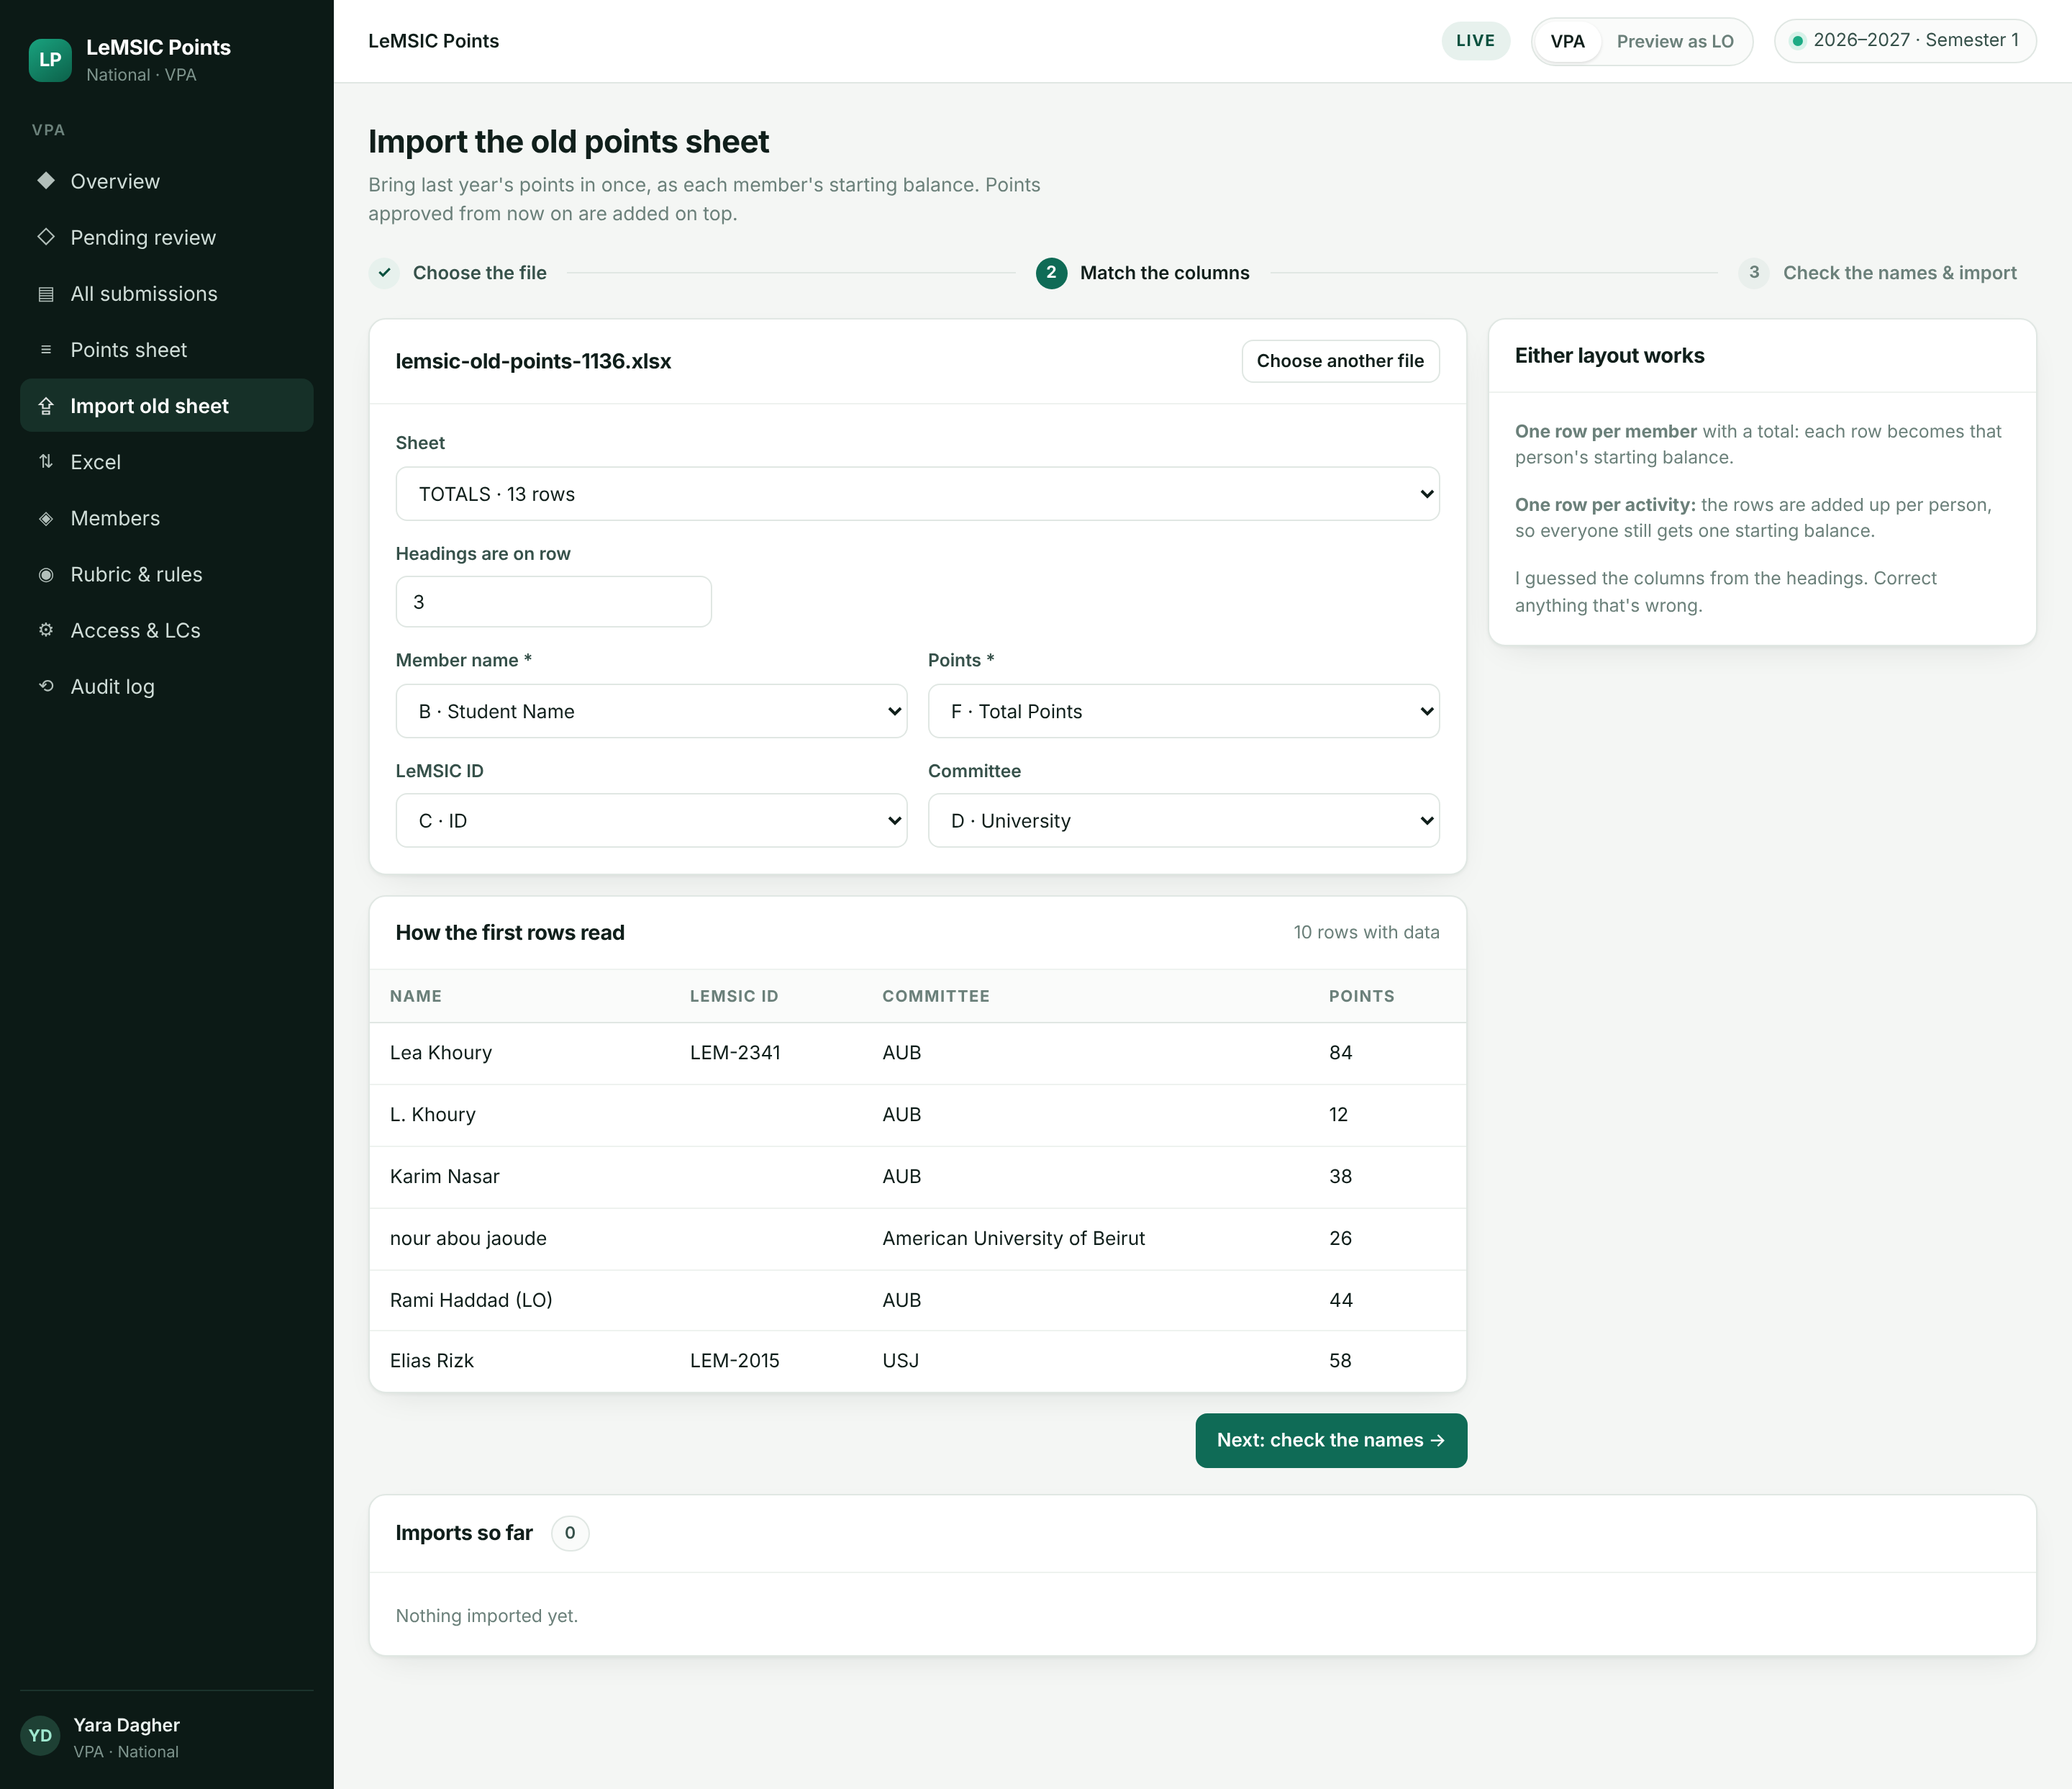 LP
LeMSIC Points
National · VPA
VPA
Overview
Pending review
All submissions
Points sheet
Import old sheet
Excel
Members
Rubric & rules
Access & LCs
Audit log
YD
Yara Dagher
VPA · National
LeMSIC Points
LIVE
VPA
Preview as LO
2026–2027 · Semester 1
Import the old points sheet
Bring last year's points in once, as each member's starting balance. Points
approved from now on are added on top.
Choose the file
2 Match the columns
3 Check the names & import
lemsic-old-points-1136.xlsx
Choose another file
Sheet
TOTALS · 13 rows
Headings are on row
3
Member name *
Points *
B · Student Name
F · Total Points
LeMSIC ID
Committee
C · ID
D · University
Either layout works
One row per member with a total: each row becomes that
person's starting balance.
One row per activity: the rows are added up per person,
so everyone still gets one starting balance.
I guessed the columns from the headings. Correct
anything that's wrong.
How the first rows read
10 rows with data
NAME LEMSIC ID COMMITTEE POINTS
Lea Khoury LEM-2341 AUB 84
L. Khoury AUB 12
Karim Nasar AUB 38
nour abou jaoude American University of Beirut 26
Rami Haddad (LO) AUB 44
Elias Rizk LEM-2015 USJ 58
Next: check the names →
Imports so far 0
Nothing imported yet.